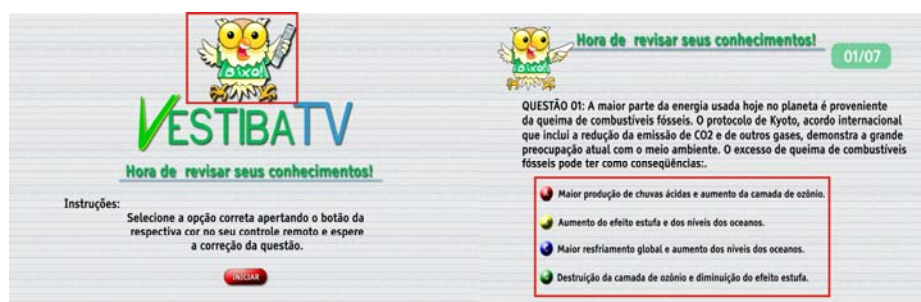 Bixo!
VESTIBATV
Hora de revisar seus conhecimentos!
Instruções:
Selecione a opção correta apertando o botão da
respectiva cor no seu controle remoto e espere
a correção da questão.
INICIAR
Bixo!
Hora de revisar seus conhecimentos!
01/07
QUESTÃO 01: A maior parte da energia usada hoje no planeta é proveniente
da queima de combustíveis fósseis. O protocolo de Kyoto, acordo internacional
que inclui a redução da emissão de CO2 e de outros gases, demonstra a grande
preocupação atual com o meio ambiente. O excesso de queima de combustíveis
fósseis pode ter como conseqüências:.
Maior produção de chuvas ácidas e aumento da camada de ozônio.
Aumento do efeito estufa e dos níveis dos oceanos.
Maior resfriamento global e aumento dos níveis dos oceanos.
Destruição da camada de ozônio e diminuição do efeito estufa.